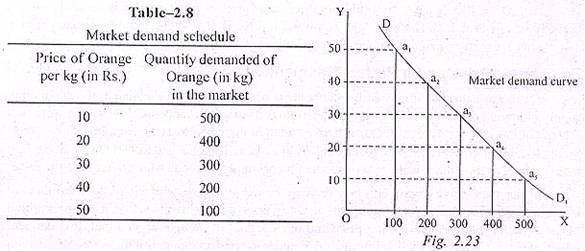 Table–2.8
Market demand schedule
Price of Orange Quantity demanded of
per kg (in Rs.) Orange (in kg)
in the market
10 500
20 400
30 300
40 200
50 100
Y
D
50 a₁
40 a₂ Market demand curve
30 a₃
20 a₄
10 a₅
D₁
O 100 200 300 400 500 X
Fig. 2.23